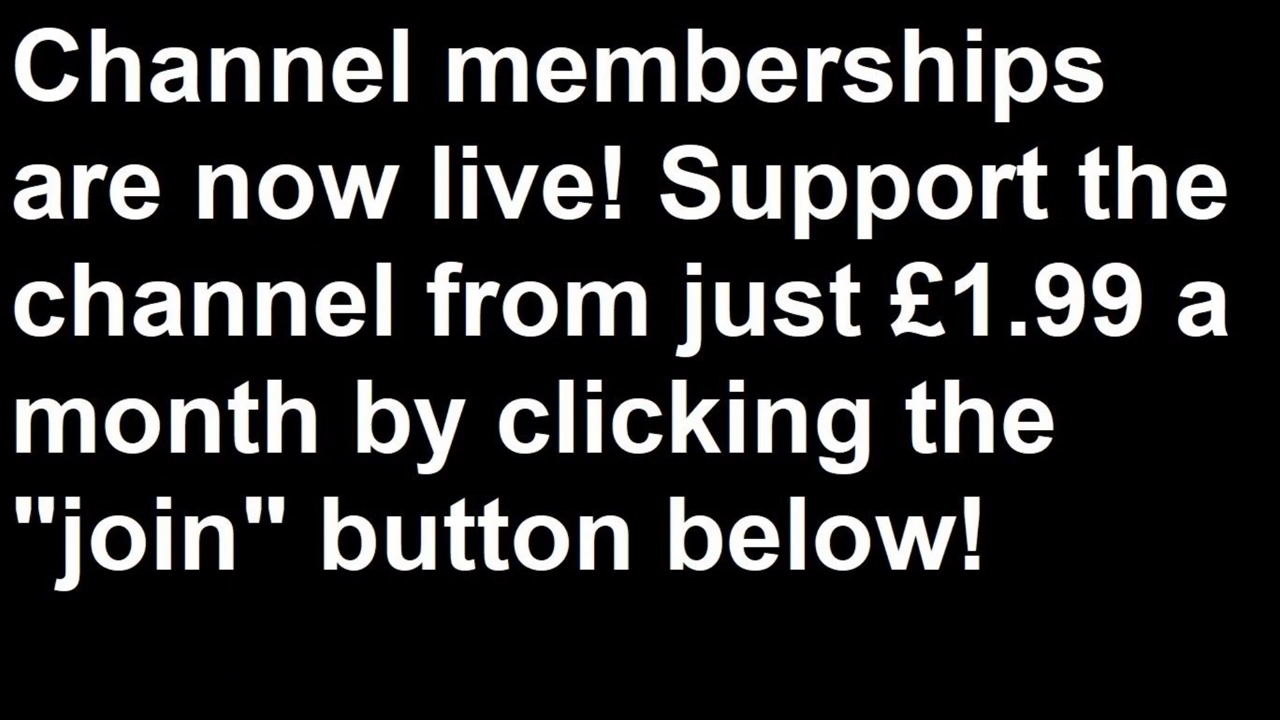 Channel memberships
are now live! Support the
channel from just £1.99 a
month by clicking the
"join" button below!